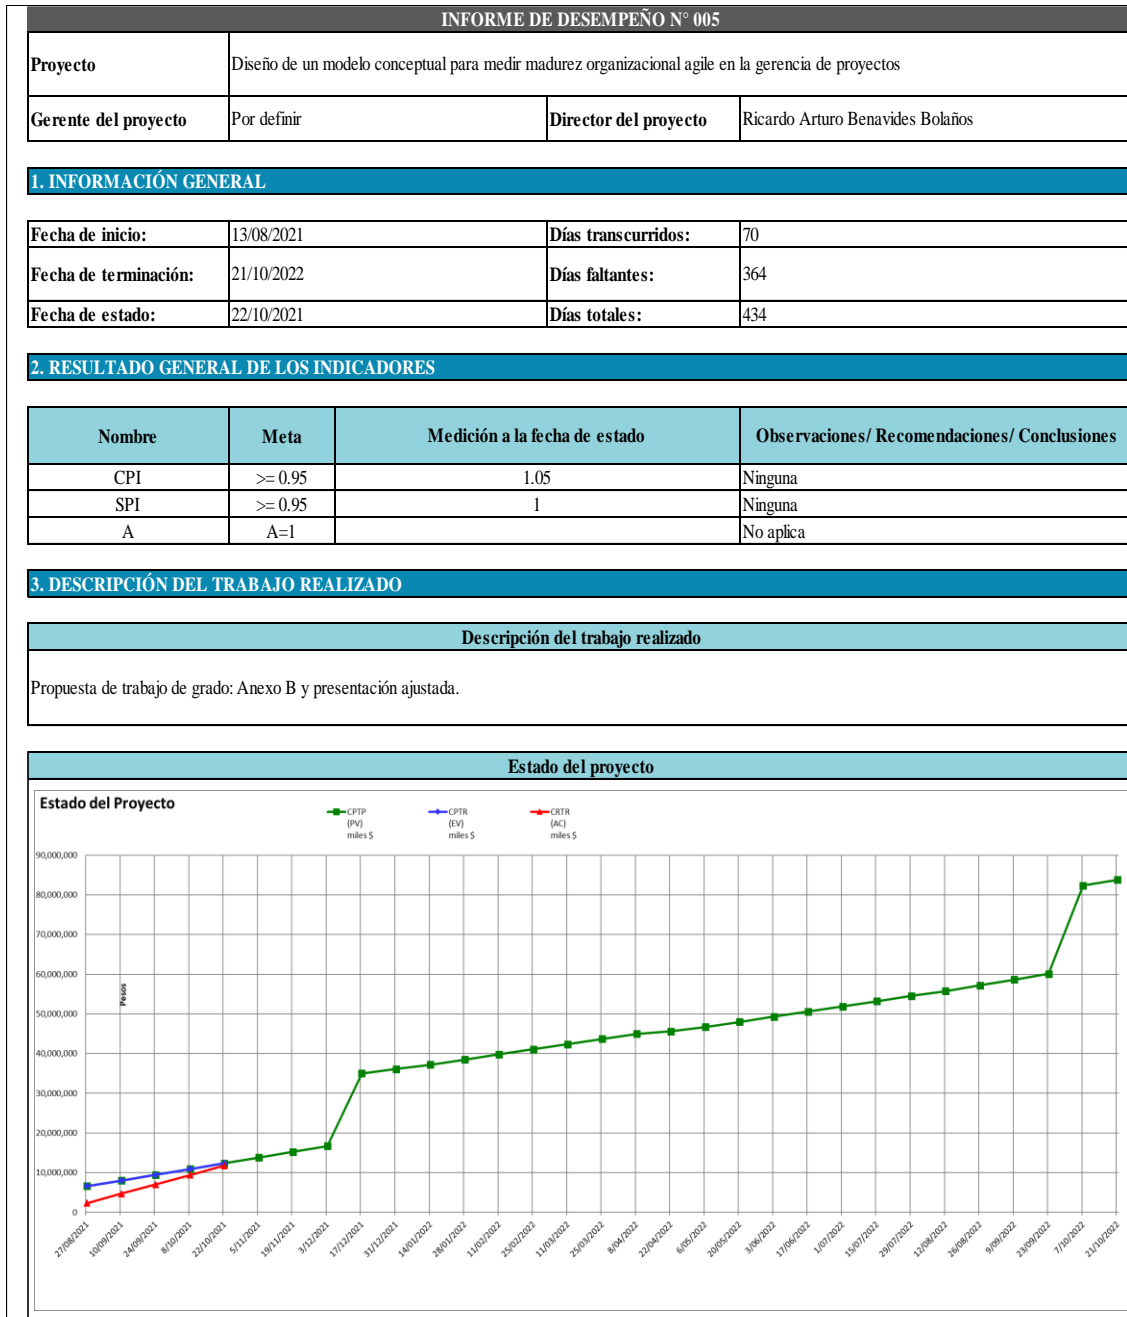 INFORME DE DESEMPEÑO N° 005
Proyecto Diseño de un modelo conceptual para medir madurez organizacional agile en la gerencia de proyectos
Gerente del proyecto Por definir Director del proyecto Ricardo Arturo Benavides Bolaños
1. INFORMACIÓN GENERAL
Fecha de inicio: 13/08/2021 Días transcurridos: 70
Fecha de terminación: 21/10/2022 Días faltantes: 364
Fecha de estado: 22/10/2021 Días totales: 434
2. RESULTADO GENERAL DE LOS INDICADORES
Nombre Meta Medición a la fecha de estado Observaciones/ Recomendaciones/ Conclusiones
CPI >= 0.95 1.05 Ninguna
SPI >= 0.95 1 Ninguna
A A=1 No aplica
3. DESCRIPCIÓN DEL TRABAJO REALIZADO
Descripción del trabajo realizado
Propuesta de trabajo de grado: Anexo B y presentación ajustada.
Estado del proyecto
Estado del Proyecto
CPTP CPTR CRTR
(PV) (EV) (AC)
miles $ miles $ miles $
90,000,000
80,000,000
70,000,000
60,000,000
50,000,000
40,000,000
30,000,000
20,000,000
10,000,000
0
Pesos
27/08/2021 10/09/2021 24/09/2021 8/10/2021 22/10/2021 5/11/2021 19/11/2021 3/12/2021 17/12/2021 31/12/2021 14/01/2022 28/01/2022 11/02/2022 25/02/2022 11/03/2022 25/03/2022 8/04/2022 22/04/2022 6/05/2022 20/05/2022 3/06/2022 17/06/2022 1/07/2022 15/07/2022 29/07/2022 12/08/2022 26/08/2022 9/09/2022 23/09/2022 7/10/2022 21/10/2022